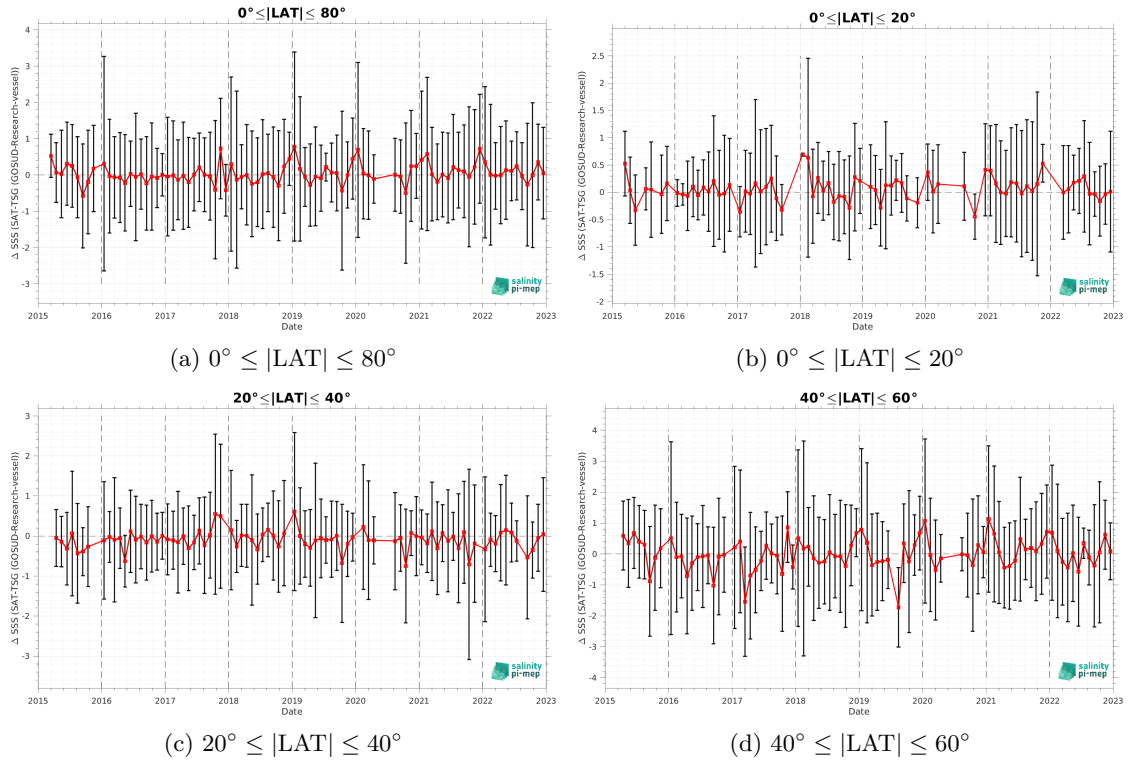 0°≤|LAT|≤ 80°
Δ SSS (SAT-TSG (GOSUD-Research-vessel))
4
3
2
1
0
-1
-2
-3
salinity
pi-mep
2015 2016 2017 2018 2019 2020 2021 2022 2023
Date
(a) 0° ≤ |LAT| ≤ 80°
0°≤|LAT|≤ 20°
Δ SSS (SAT-TSG (GOSUD-Research-vessel))
2.5
2
1.5
1
0.5
0
-0.5
-1
-1.5
-2
salinity
pi-mep
2015 2016 2017 2018 2019 2020 2021 2022 2023
Date
(b) 0° ≤ |LAT| ≤ 20°
20°≤|LAT|≤ 40°
Δ SSS (SAT-TSG (GOSUD-Research-vessel))
3
2
1
0
-1
-2
-3
salinity
pi-mep
2015 2016 2017 2018 2019 2020 2021 2022 2023
Date
(c) 20° ≤ |LAT| ≤ 40°
40°≤|LAT|≤ 60°
Δ SSS (SAT-TSG (GOSUD-Research-vessel))
4
3
2
1
0
-1
-2
-3
-4
salinity
pi-mep
2015 2016 2017 2018 2019 2020 2021 2022 2023
Date
(d) 40° ≤ |LAT| ≤ 60°